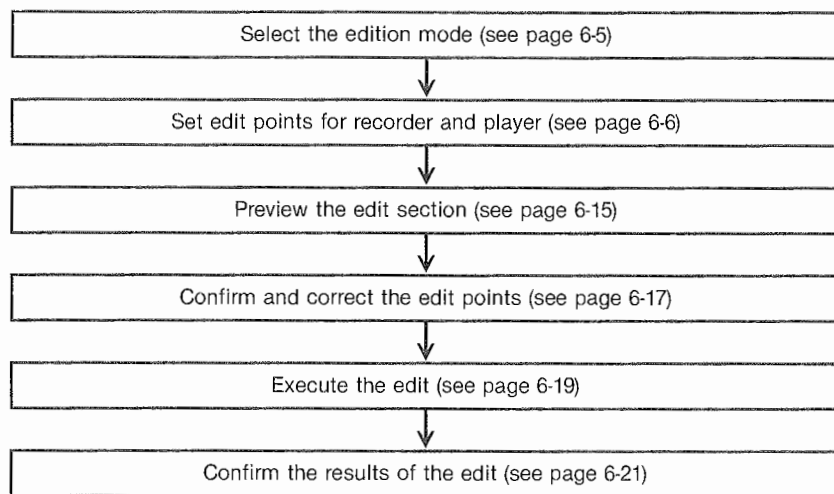 Select the edition mode (see page 6-5)
Set edit points for recorder and player (see page 6-6)
Preview the edit section (see page 6-15)
Confirm and correct the edit points (see page 6-17)
Execute the edit (see page 6-19)
Confirm the results of the edit (see page 6-21)